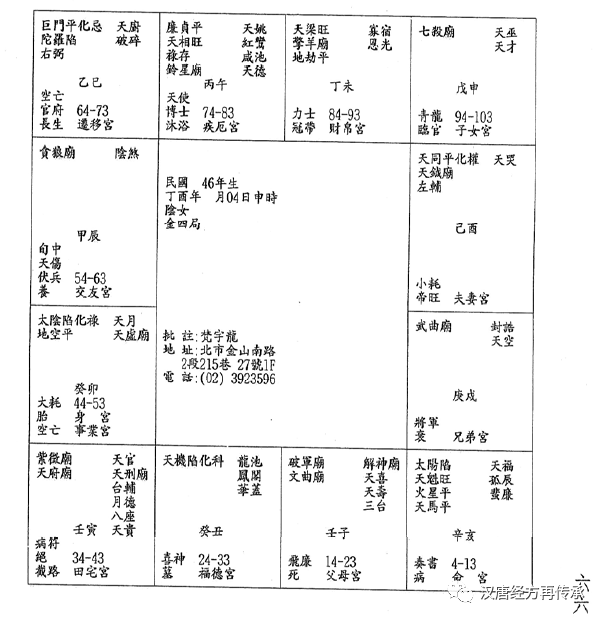 巨門平化忌 天廚
陀羅陷 破碎
右弼
乙巳
空亡
官府 64-73
長生 遷移宮
廉貞平 天姚
天相旺 紅鸞
祿存 咸池
鈴星廟 天德
丙午
天使
博士 74-83
沐浴 疾厄宮
天梁旺 寡宿
擎羊廟 恩光
地劫平
丁未
力士 84-93
冠帶 財帛宮
七殺廟 天巫
天才
戊申
青龍 94-103
臨官 子女宮
貪狼廟 陰煞
甲辰
旬中
天傷
伏兵 54-63
養 交友宮
民國 46年生
丁酉年 月04日申時
陰女
金四局
天同平化權 天哭
天鉞廟
左輔
己酉
小耗
帝旺 夫妻宮
太陰陷化祿 天月
地空平 天虛廟
癸卯
大耗 44-53
胎 身 宮
空亡 事業宮
批 註:梵字龍
地 址:北市金山南路
2段215巷 27號1F
電 話:(02) 3923596
武曲廟 封誥
天空
庚戌
將軍
衰 兄弟宮
紫微廟 天官
天府廟 天刑廟
台輔
月德
八座
壬寅 天貴
病符
絕 34-43
截路 田宅宮
天機陷化科 龍池
鳳閣
華蓋
癸丑
喜神 24-33
墓 福德宮
破軍廟 解神廟
文曲廟 天喜
天壽
三台
壬子
飛廉 14-23
死 父母宮
太陽陷 天福
天魁旺 孤辰
火星平 蜚廉
天馬平
辛亥
奏書 4-13
病 命 宮
六六
汉唐经方再传承